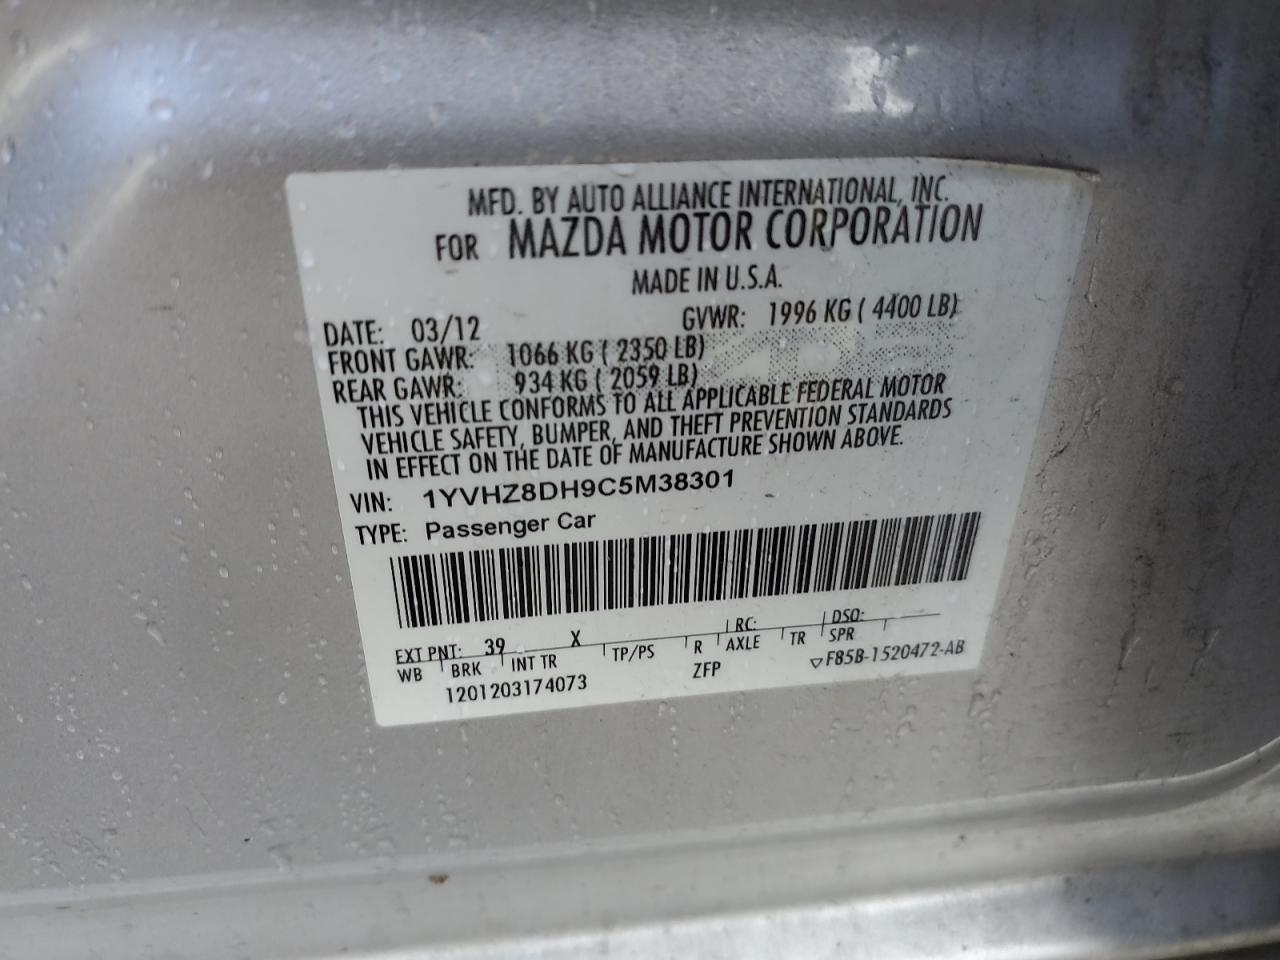 MFD. BY AUTO ALLIANCE INTERNATIONAL, INC.
FOR MAZDA MOTOR CORPORATION
MADE IN U.S.A.
DATE: 03/12 GVWR: 1996 KG ( 4400 LB)
FRONT GAWR: 1066 KG ( 2350 LB)
REAR GAWR: 934 KG ( 2059 LB)
THIS VEHICLE CONFORMS TO ALL APPLICABLE FEDERAL MOTOR
VEHICLE SAFETY, BUMPER, AND THEFT PREVENTION STANDARDS
IN EFFECT ON THE DATE OF MANUFACTURE SHOWN ABOVE.
VIN: 1YVHZ8DH9C5M38301
TYPE: Passenger Car
EXT PNT: 39 X RC: DSO:
WB BRK INT TR TP/PS R AXLE TR SPR
1201203174073 ZFP ▽F85B-1520472-AB